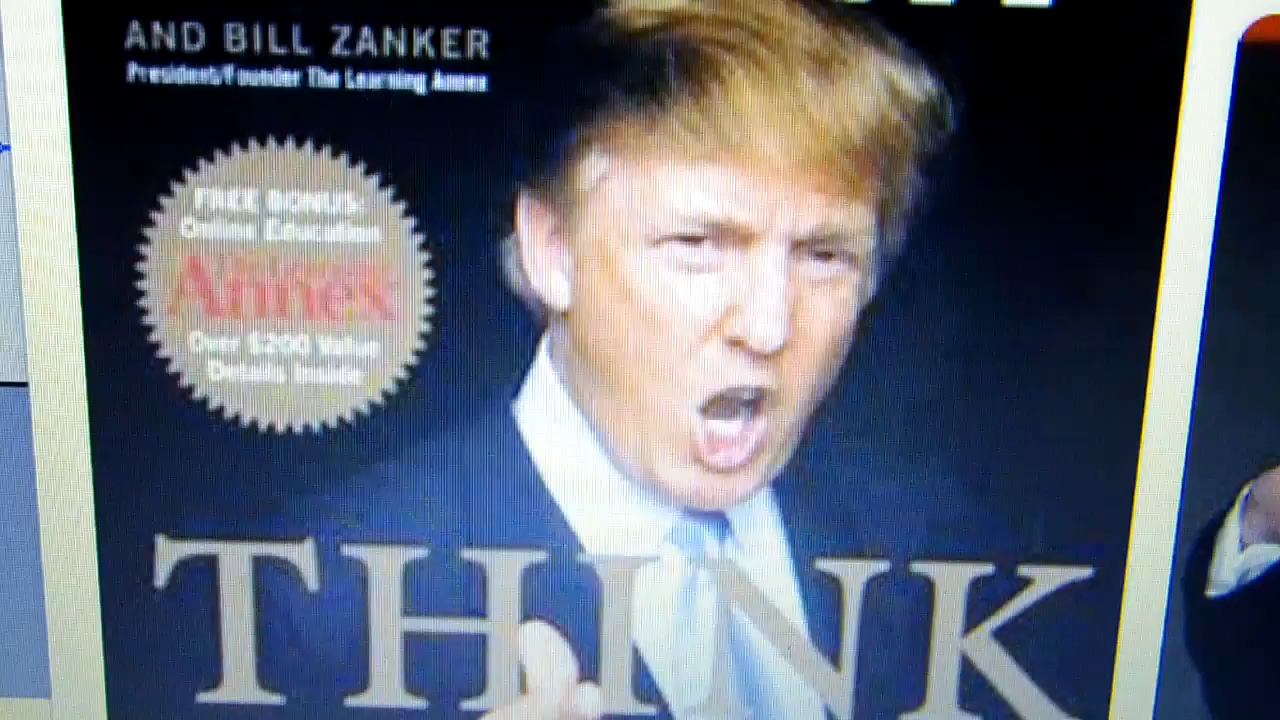 AND BILL ZANKER
President/Founder The Learning Annex
FREE BONUS:
Online Education
Annex
Over $200 Value
Details Inside
THINK